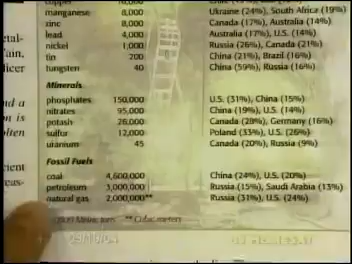 manganese 8,000 Ukraine (24%), South Africa (19%)
zinc 8,000 Canada (17%), Australia (14%)
lead 4,000 Australia (17%), U.S. (14%)
nickel 1,000 Russia (26%), Canada (21%)
tin 200 China (21%), Brazil (16%)
tungsten 40 China (59%), Russia (16%)
Minerals
phosphates 150,000 U.S. (31%), China (15%)
nitrates 95,000 China (19%), U.S. (14%)
potash 26,000 Canada (28%), Germany (16%)
sulfur 12,000 Poland (33%), U.S. (26%)
uranium 45 Canada (20%), Russia (9%)
Fossil Fuels
coal 4,600,000 China (24%), U.S. (20%)
petroleum 3,000,000 Russia (15%), Saudi Arabia (13%)
natural gas 2,000,000** Russia (31%), U.S. (24%)
Metric tons **Cubic meters